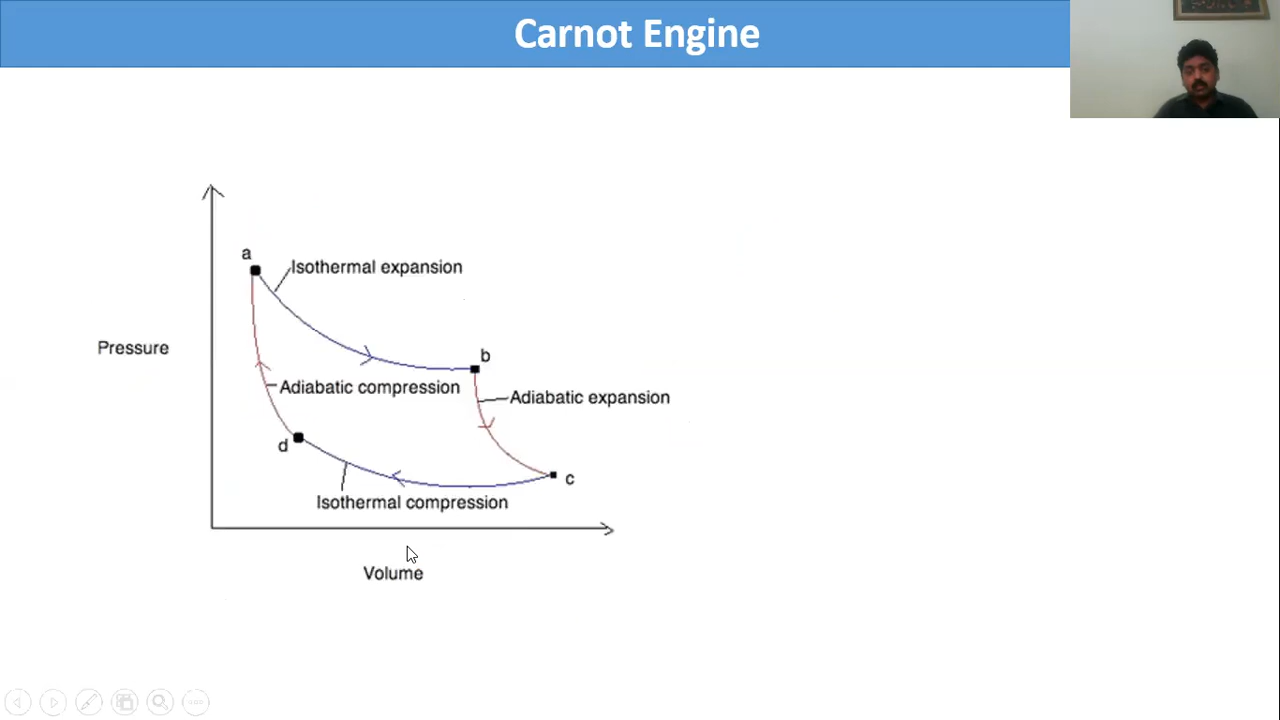 Carnot Engine
a
Isothermal expansion
Pressure
b
Adiabatic compression
Adiabatic expansion
d
c
Isothermal compression
Volume